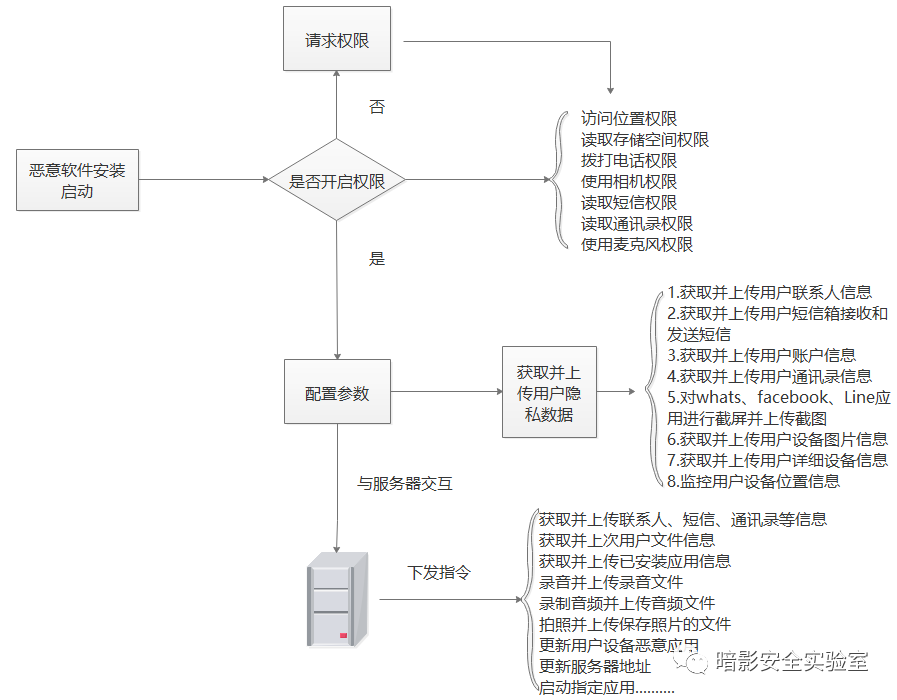 请求权限
否
恶意软件安装
启动
是否开启权限
访问位置权限
读取存储空间权限
拨打电话权限
使用相机权限
读取短信权限
读取通讯录权限
使用麦克风权限
是
配置参数
获取并上
传用户隐
私数据
1.获取并上传用户联系人信息
2.获取并上传用户短信箱接收和
发送短信
3.获取并上传用户账户信息
4.获取并上传用户通讯录信息
5.对whats、facebook、Line应
用进行截屏并上传截图
6.获取并上传用户设备图片信息
7.获取并上传用户详细设备信息
8.监控用户设备位置信息
与服务器交互
下发指令
获取并上传联系人、短信、通讯录等信息
获取并上次用户文件信息
获取并上传已安装应用信息
录音并上传录音文件
录制音频并上传音频文件
拍照并上传保存照片的文件
更新用户设备恶意应用
更新服务器地址
启动指定应用..........
暗影安全实验室